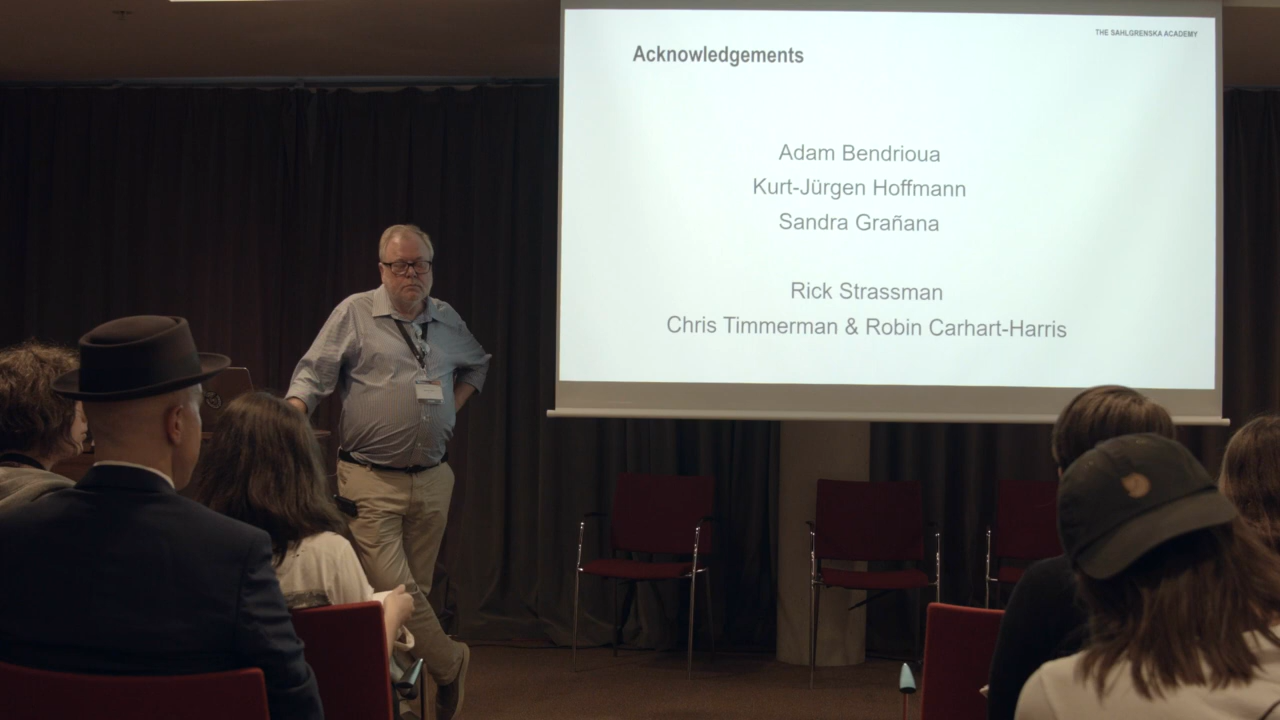 THE SAHLGRENSKA ACADEMY
Acknowledgements
Adam Bendrioua
Kurt-Jürgen Hoffmann
Sandra Grañana
Rick Strassman
Chris Timmerman & Robin Carhart-Harris